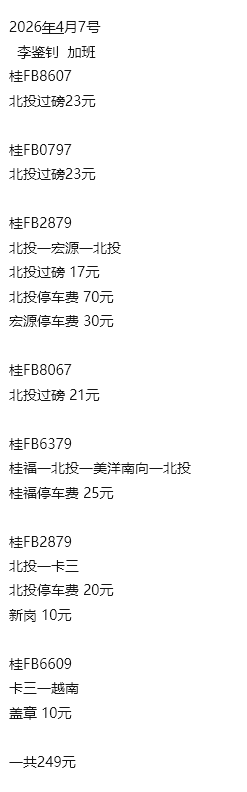 2026年4月7号
李鉴钊 加班
桂FB8607
北投过磅23元
桂FB0797
北投过磅23元
桂FB2879
北投一宏源一北投
北投过磅 17元
北投停车费 70元
宏源停车费 30元
桂FB8067
北投过磅 21元
桂FB6379
桂福一北投一美洋南向一北投
桂福停车费 25元
桂FB2879
北投一卡三
北投停车费 20元
新岗 10元
桂FB6609
卡三一越南
盖章 10元
一共249元